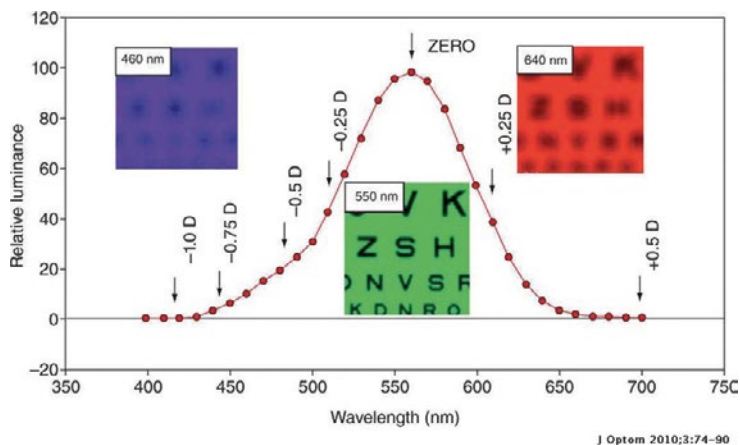 120
100
80
60
40
20
0
−20
Relative luminance
460 nm
ZERO
640 nm
V K
Z S H
−1.0 D
−0.75 D
−0.5 D
−0.25 D
550 nm
V K
Z S H
D N V S R
K D N R O
+0.25 D
+0.5 D
350 400 450 500 550 600 650 700 750
Wavelength (nm)
J Optom 2010;3:74–90